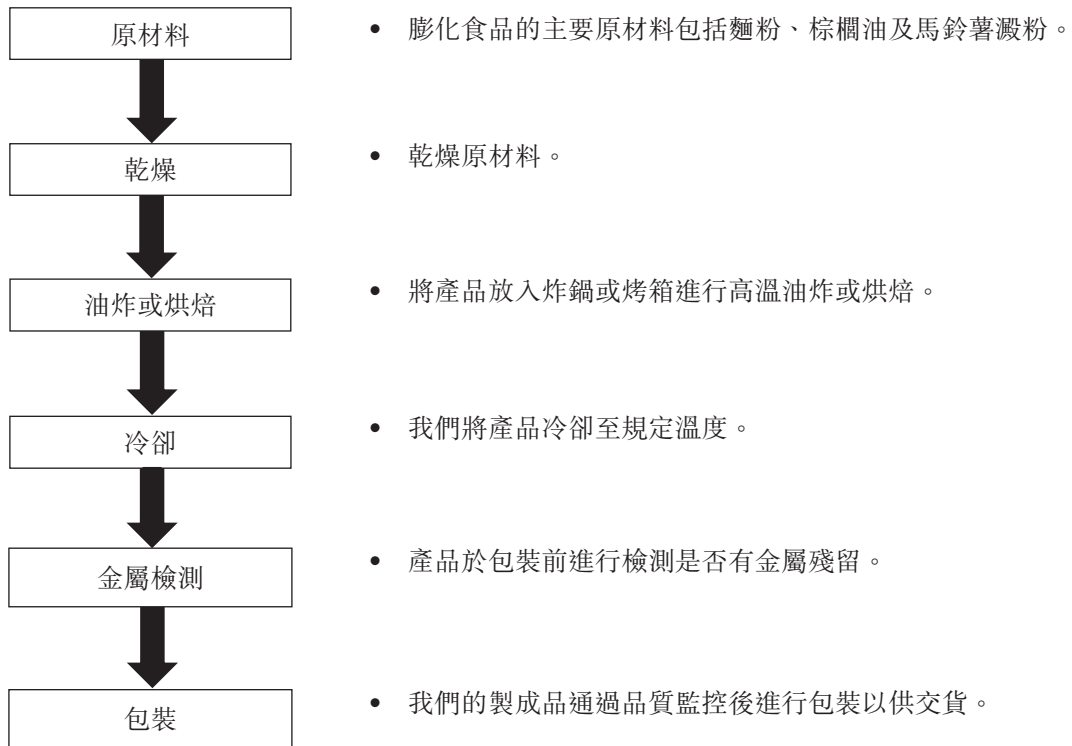 原材料
• 膨化食品的主要原材料包括麵粉、棕櫚油及馬鈴薯澱粉。
乾燥
• 乾燥原材料。
油炸或烘焙
• 將產品放入炸鍋或烤箱進行高溫油炸或烘焙。
冷卻
• 我們將產品冷卻至規定溫度。
金屬檢測
• 產品於包裝前進行檢測是否有金屬殘留。
包裝
• 我們的製成品通過品質監控後進行包裝以供交貨。